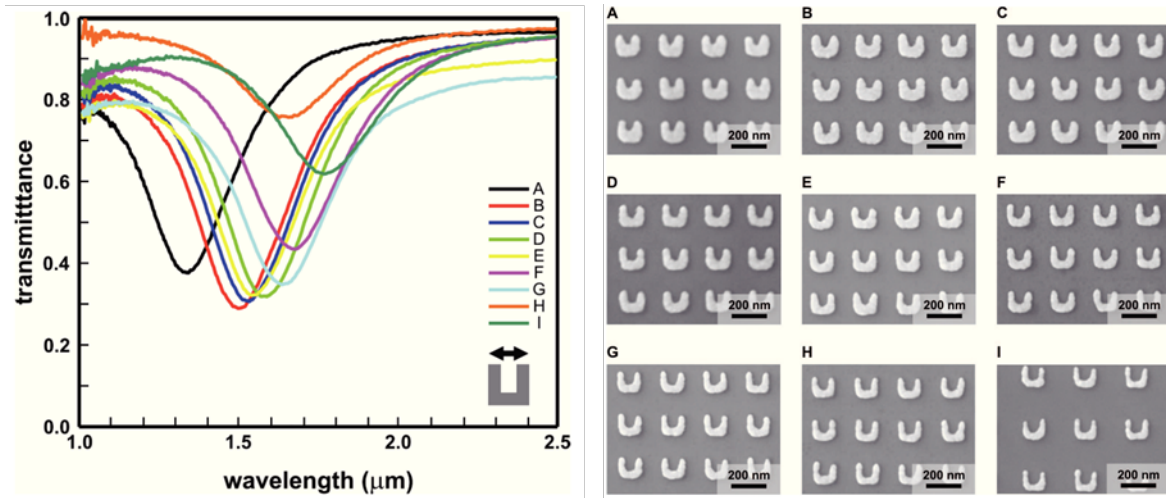 1.0
0.8
0.6
0.4
0.2
0.0
transmitttance
1.0
1.5
2.0
2.5
wavelength (μm)
A
B
C
D
E
F
G
H
I
A
B
C
200 nm
200 nm
200 nm
D
E
F
200 nm
200 nm
200 nm
G
H
I
200 nm
200 nm
200 nm